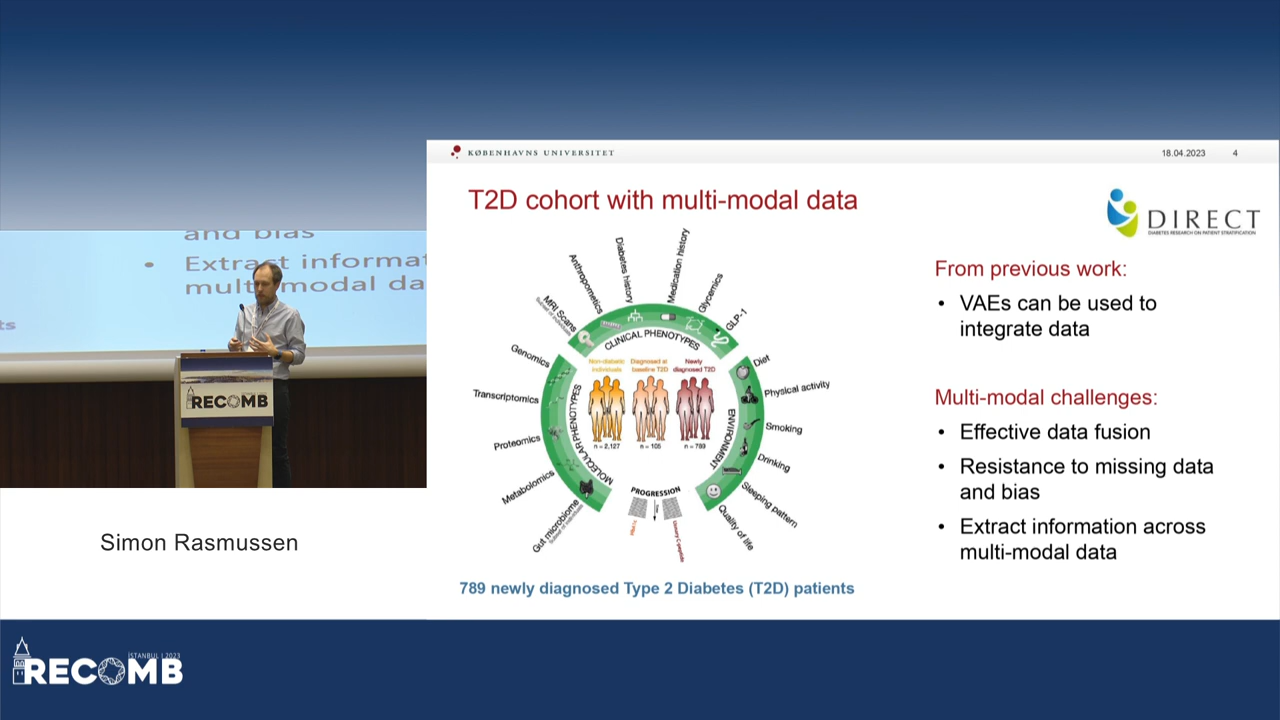 KØBENHAVNS UNIVERSITET
18.04.2023 4
T2D cohort with multi-modal data
DIRECT
DIABETES RESEARCH ON PATIENT STRATIFICATION
From previous work:
• VAEs can be used to
integrate data
Multi-modal challenges:
• Effective data fusion
• Resistance to missing data
and bias
• Extract information across
multi-modal data
CLINICAL PHENOTYPES
MRI Scans
Anthropometrics
Diabetes history
Medication history
Glycemics
GLP-1
ENVIRONMENT
Diet
Physical activity
Smoking
Drinking
Sleeping pattern
Quality of life
MOLECULAR PHENOTYPES
Genomics
Transcriptomics
Proteomics
Metabolomics
Gut microbiome
Non-diabetic
individuals
n = 2,127
Diagnosed at
baseline T2D
n = 105
Newly
diagnosed T2D
n = 789
PROGRESSION
Urinary C-peptide
789 newly diagnosed Type 2 Diabetes (T2D) patients
and bias
• Extract informat
multi-modal da
ts
RECOMB
Simon Rasmussen
İSTANBUL | 2023
RECOMB